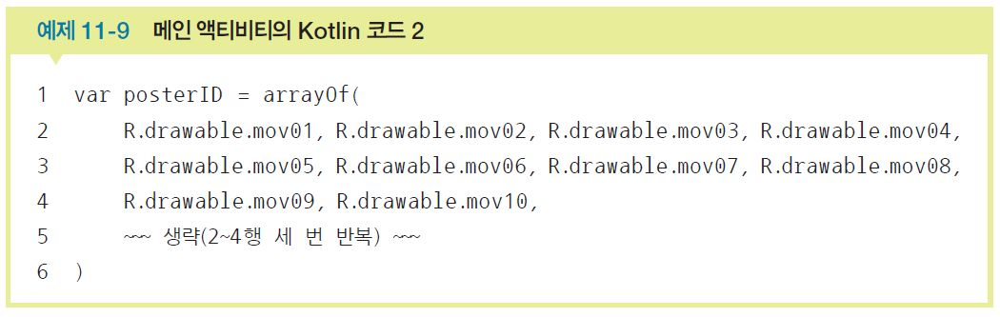 예제 11-9 메인 액티비티의 Kotlin 코드 2
1 var posterID = arrayOf(
2 R.drawable.mov01, R.drawable.mov02, R.drawable.mov03, R.drawable.mov04,
3 R.drawable.mov05, R.drawable.mov06, R.drawable.mov07, R.drawable.mov08,
4 R.drawable.mov09, R.drawable.mov10,
5 ~~~ 생략(2~4행 세 번 반복) ~~~
6 )